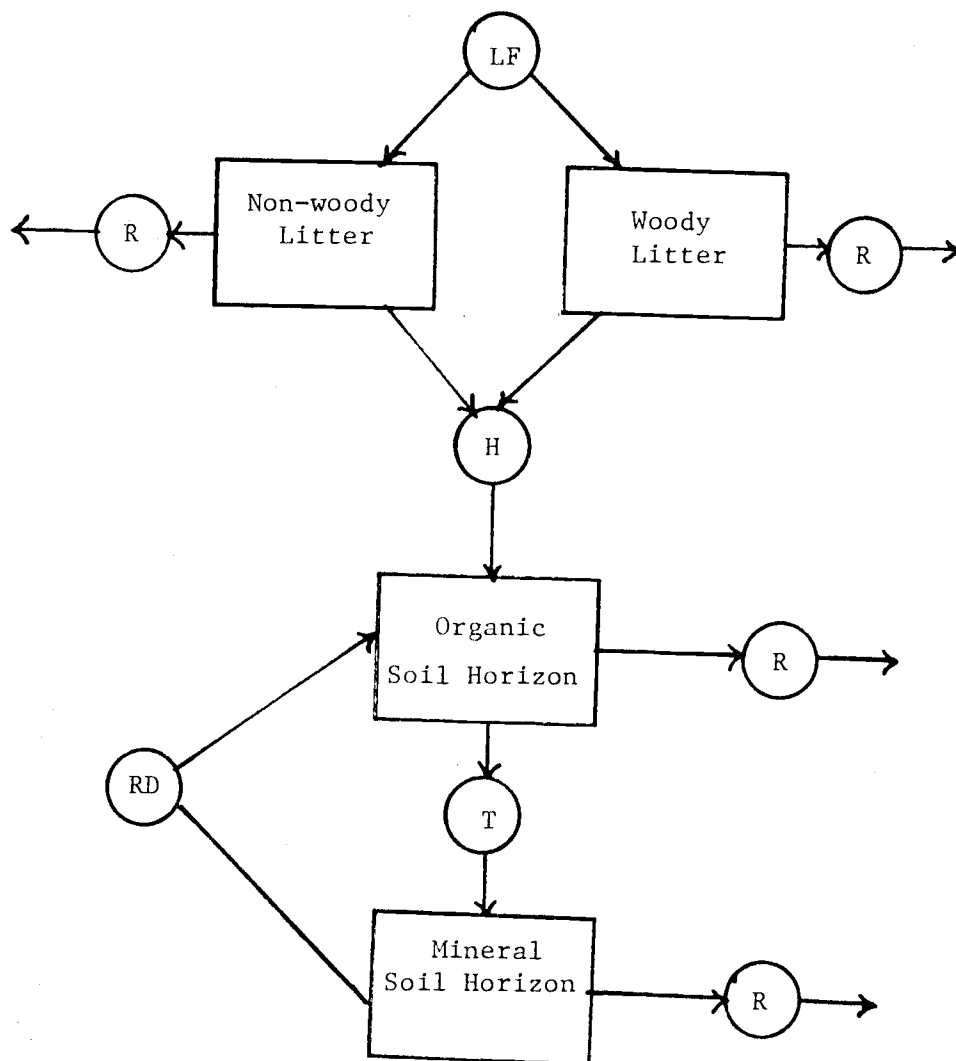 LF
Non-woody
Litter
Woody
Litter
R
R
H
Organic
Soil Horizon
R
RD
T
Mineral
Soil Horizon
R